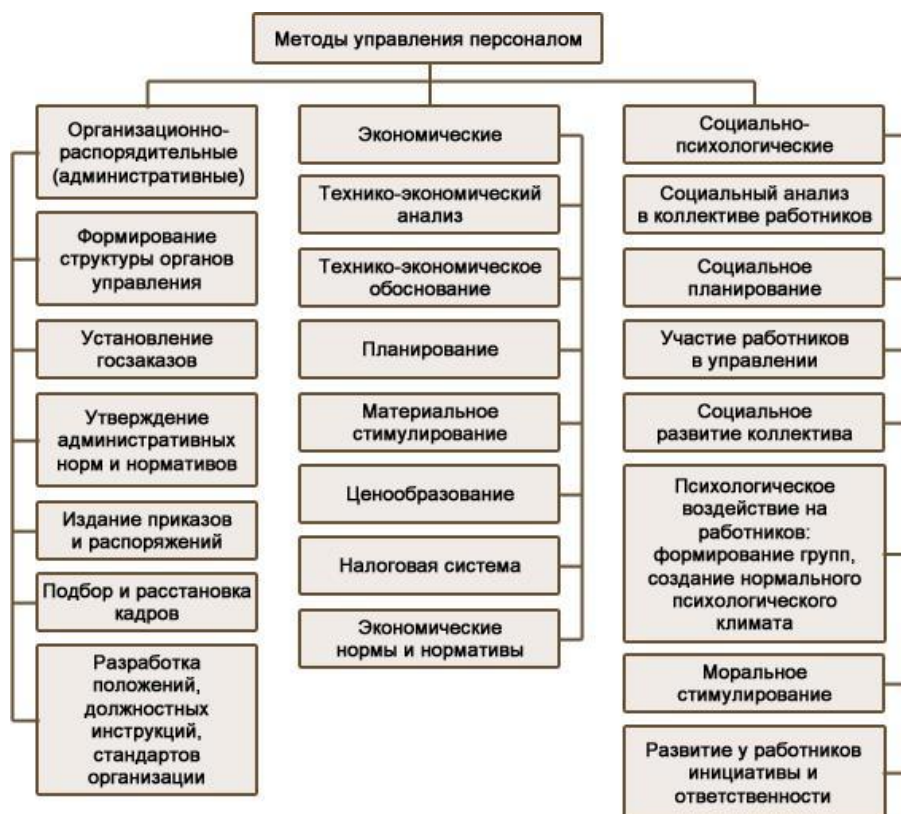 Методы управления персоналом
Организационно-
распорядительные
(административные)
Формирование
структуры органов
управления
Установление
госзаказов
Утверждение
административных
норм и нормативов
Издание приказов
и распоряжений
Подбор и расстановка
кадров
Разработка
положений,
должностных
инструкций,
стандартов
организации
Экономические
Технико-экономический
анализ
Технико-экономическое
обоснование
Планирование
Материальное
стимулирование
Ценообразование
Налоговая система
Экономические
нормы и нормативы
Социально-
психологические
Социальный анализ
в коллективе работников
Социальное
планирование
Участие работников
в управлении
Социальное
развитие коллектива
Психологическое
воздействие на
работников:
формирование групп,
создание нормального
психологического
климата
Моральное
стимулирование
Развитие у работников
инициативы и
ответственности